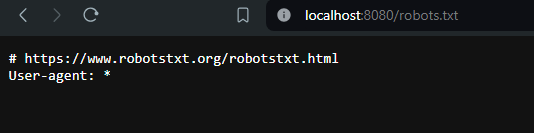 localhost:8080/robots.txt
# https://www.robotstxt.org/robotstxt.html
User-agent: *